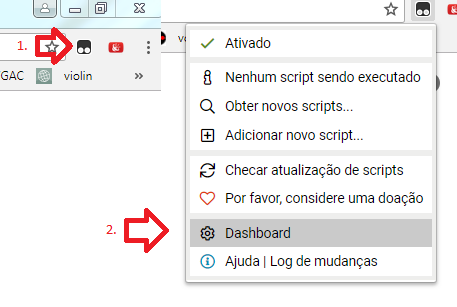 1.
GAC
violin
»
Ativado
Nenhum script sendo executado
Obter novos scripts...
Adicionar novo script...
Checar atualização de scripts
Por favor, considere uma doação
2.
Dashboard
Ajuda | Log de mudanças